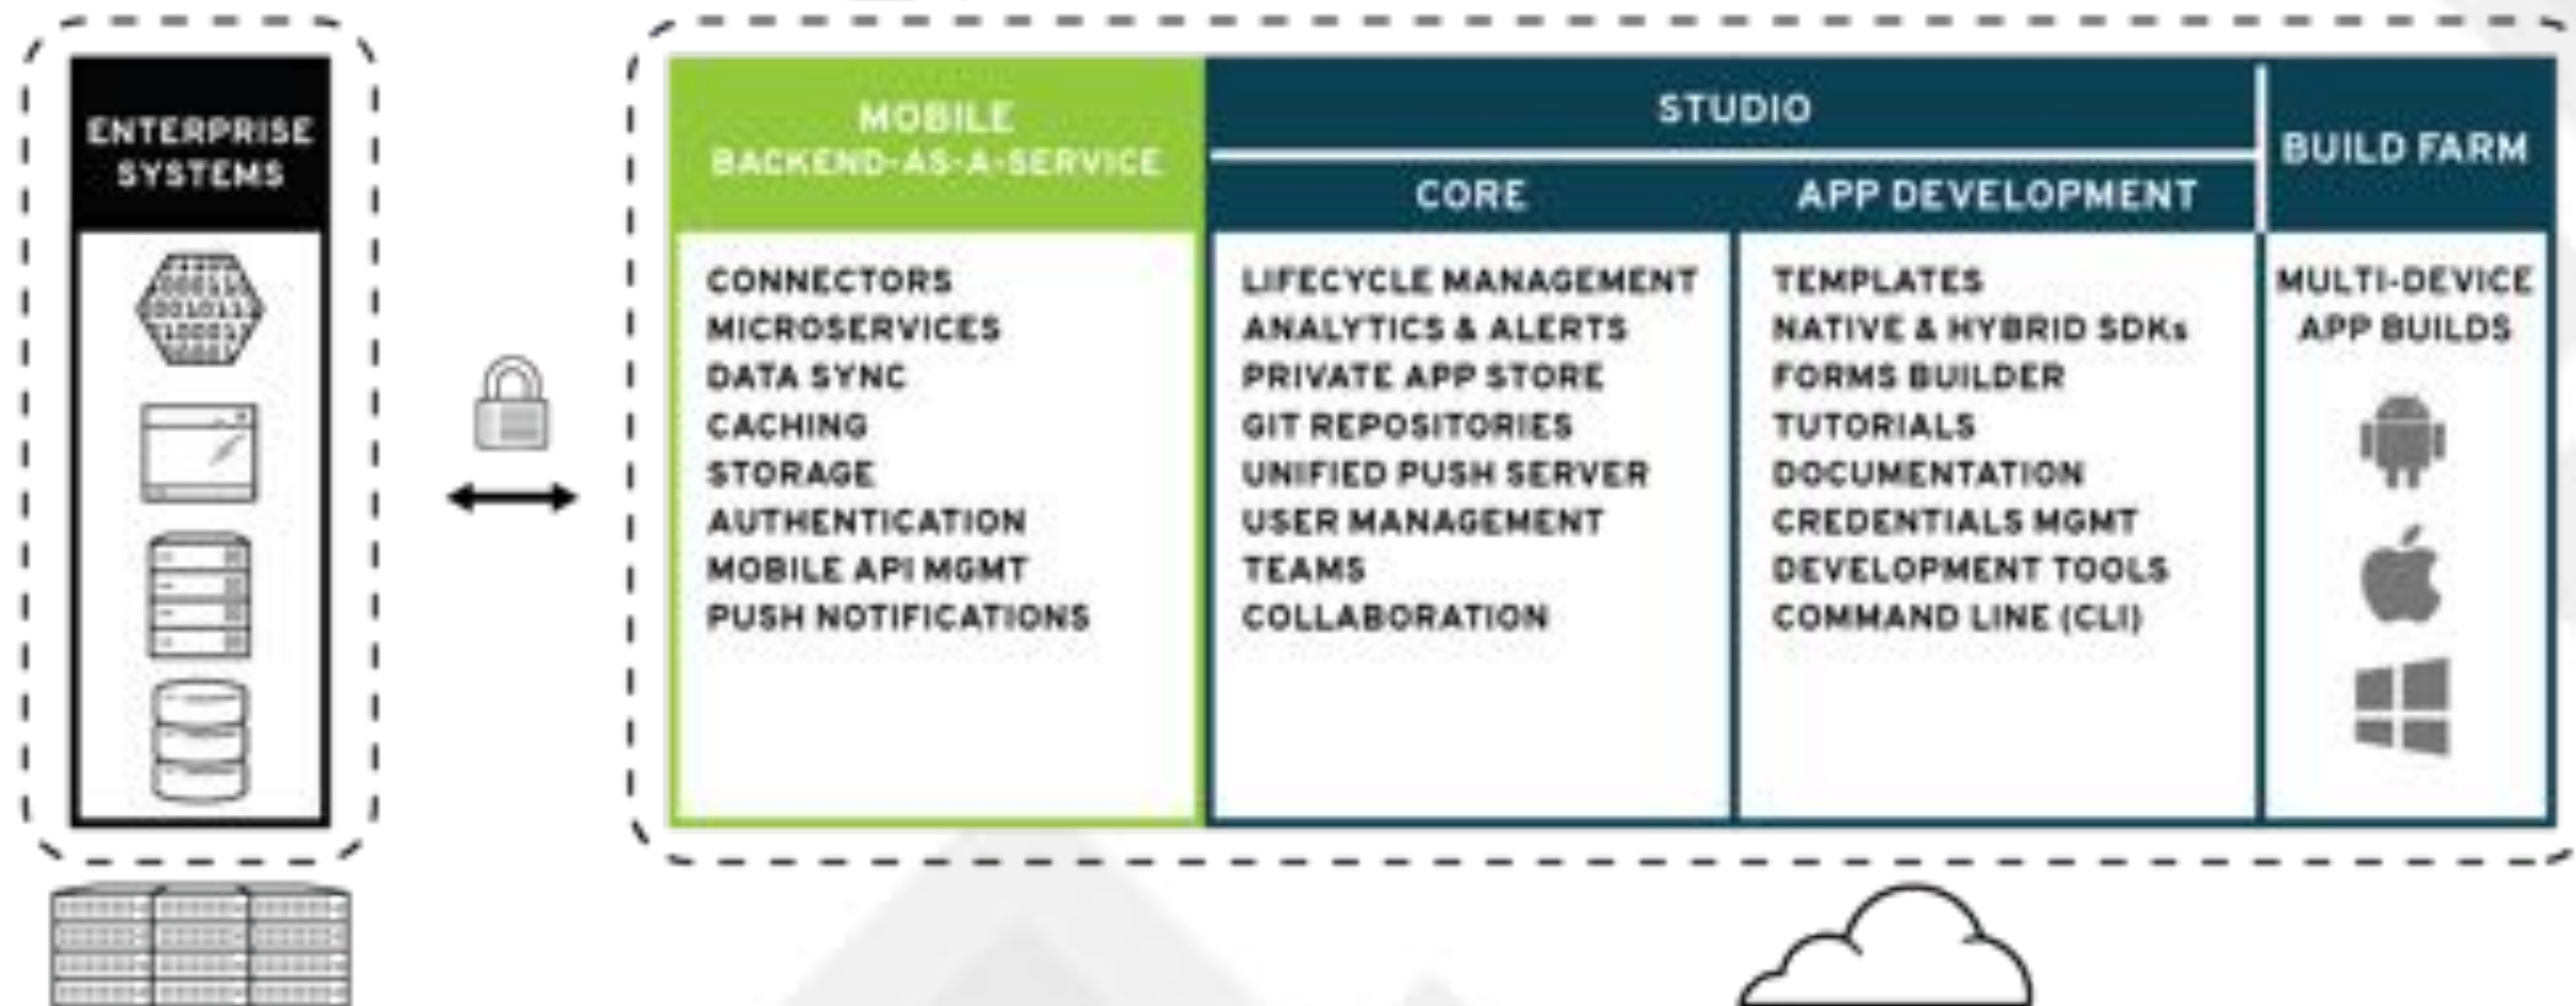 ENTERPRISE
SYSTEMS
MOBILE
BACKEND-AS-A-SERVICE
CONNECTORS
MICROSERVICES
DATA SYNC
CACHING
STORAGE
AUTHENTICATION
MOBILE API MGMT
PUSH NOTIFICATIONS
STUDIO
CORE
LIFECYCLE MANAGEMENT
ANALYTICS & ALERTS
PRIVATE APP STORE
GIT REPOSITORIES
UNIFIED PUSH SERVER
USER MANAGEMENT
TEAMS
COLLABORATION
APP DEVELOPMENT
TEMPLATES
NATIVE & HYBRID SDKs
FORMS BUILDER
TUTORIALS
DOCUMENTATION
CREDENTIALS MGMT
DEVELOPMENT TOOLS
COMMAND LINE (CLI)
BUILD FARM
MULTI-DEVICE
APP BUILDS